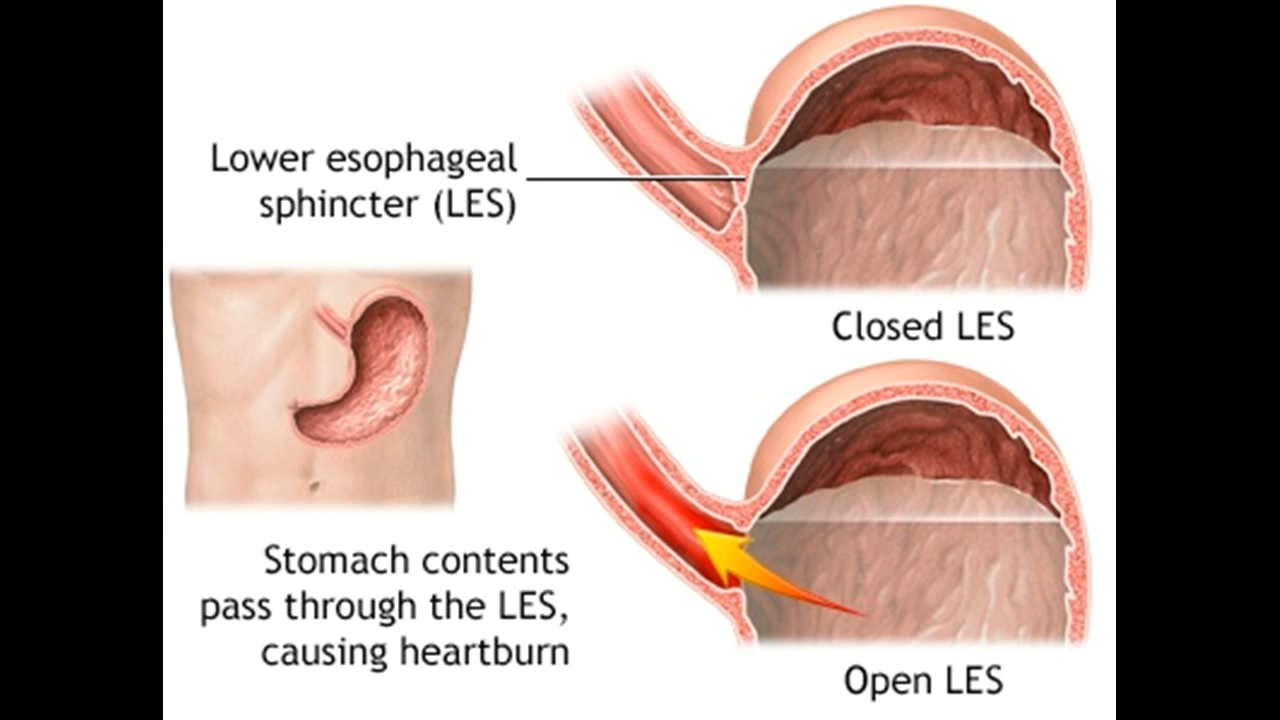 Lower esophageal
sphincter (LES)
Closed LES
Stomach contents
pass through the LES,
causing heartburn
Open LES